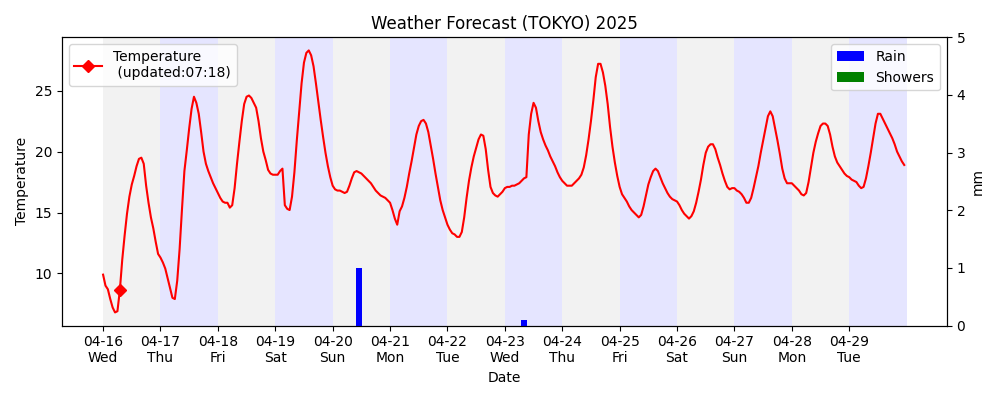 Weather Forecast (TOKYO) 2025
Temperature
(updated:07:18)
Rain
Showers
Temperature
25
20
15
10
5
4
3
2
1
0
mm
04-16 04-17 04-18 04-19 04-20 04-21 04-22 04-23 04-24 04-25 04-26 04-27 04-28 04-29
Wed Thu Fri Sat Sun Mon Tue Wed Thu Fri Sat Sun Mon Tue
Date